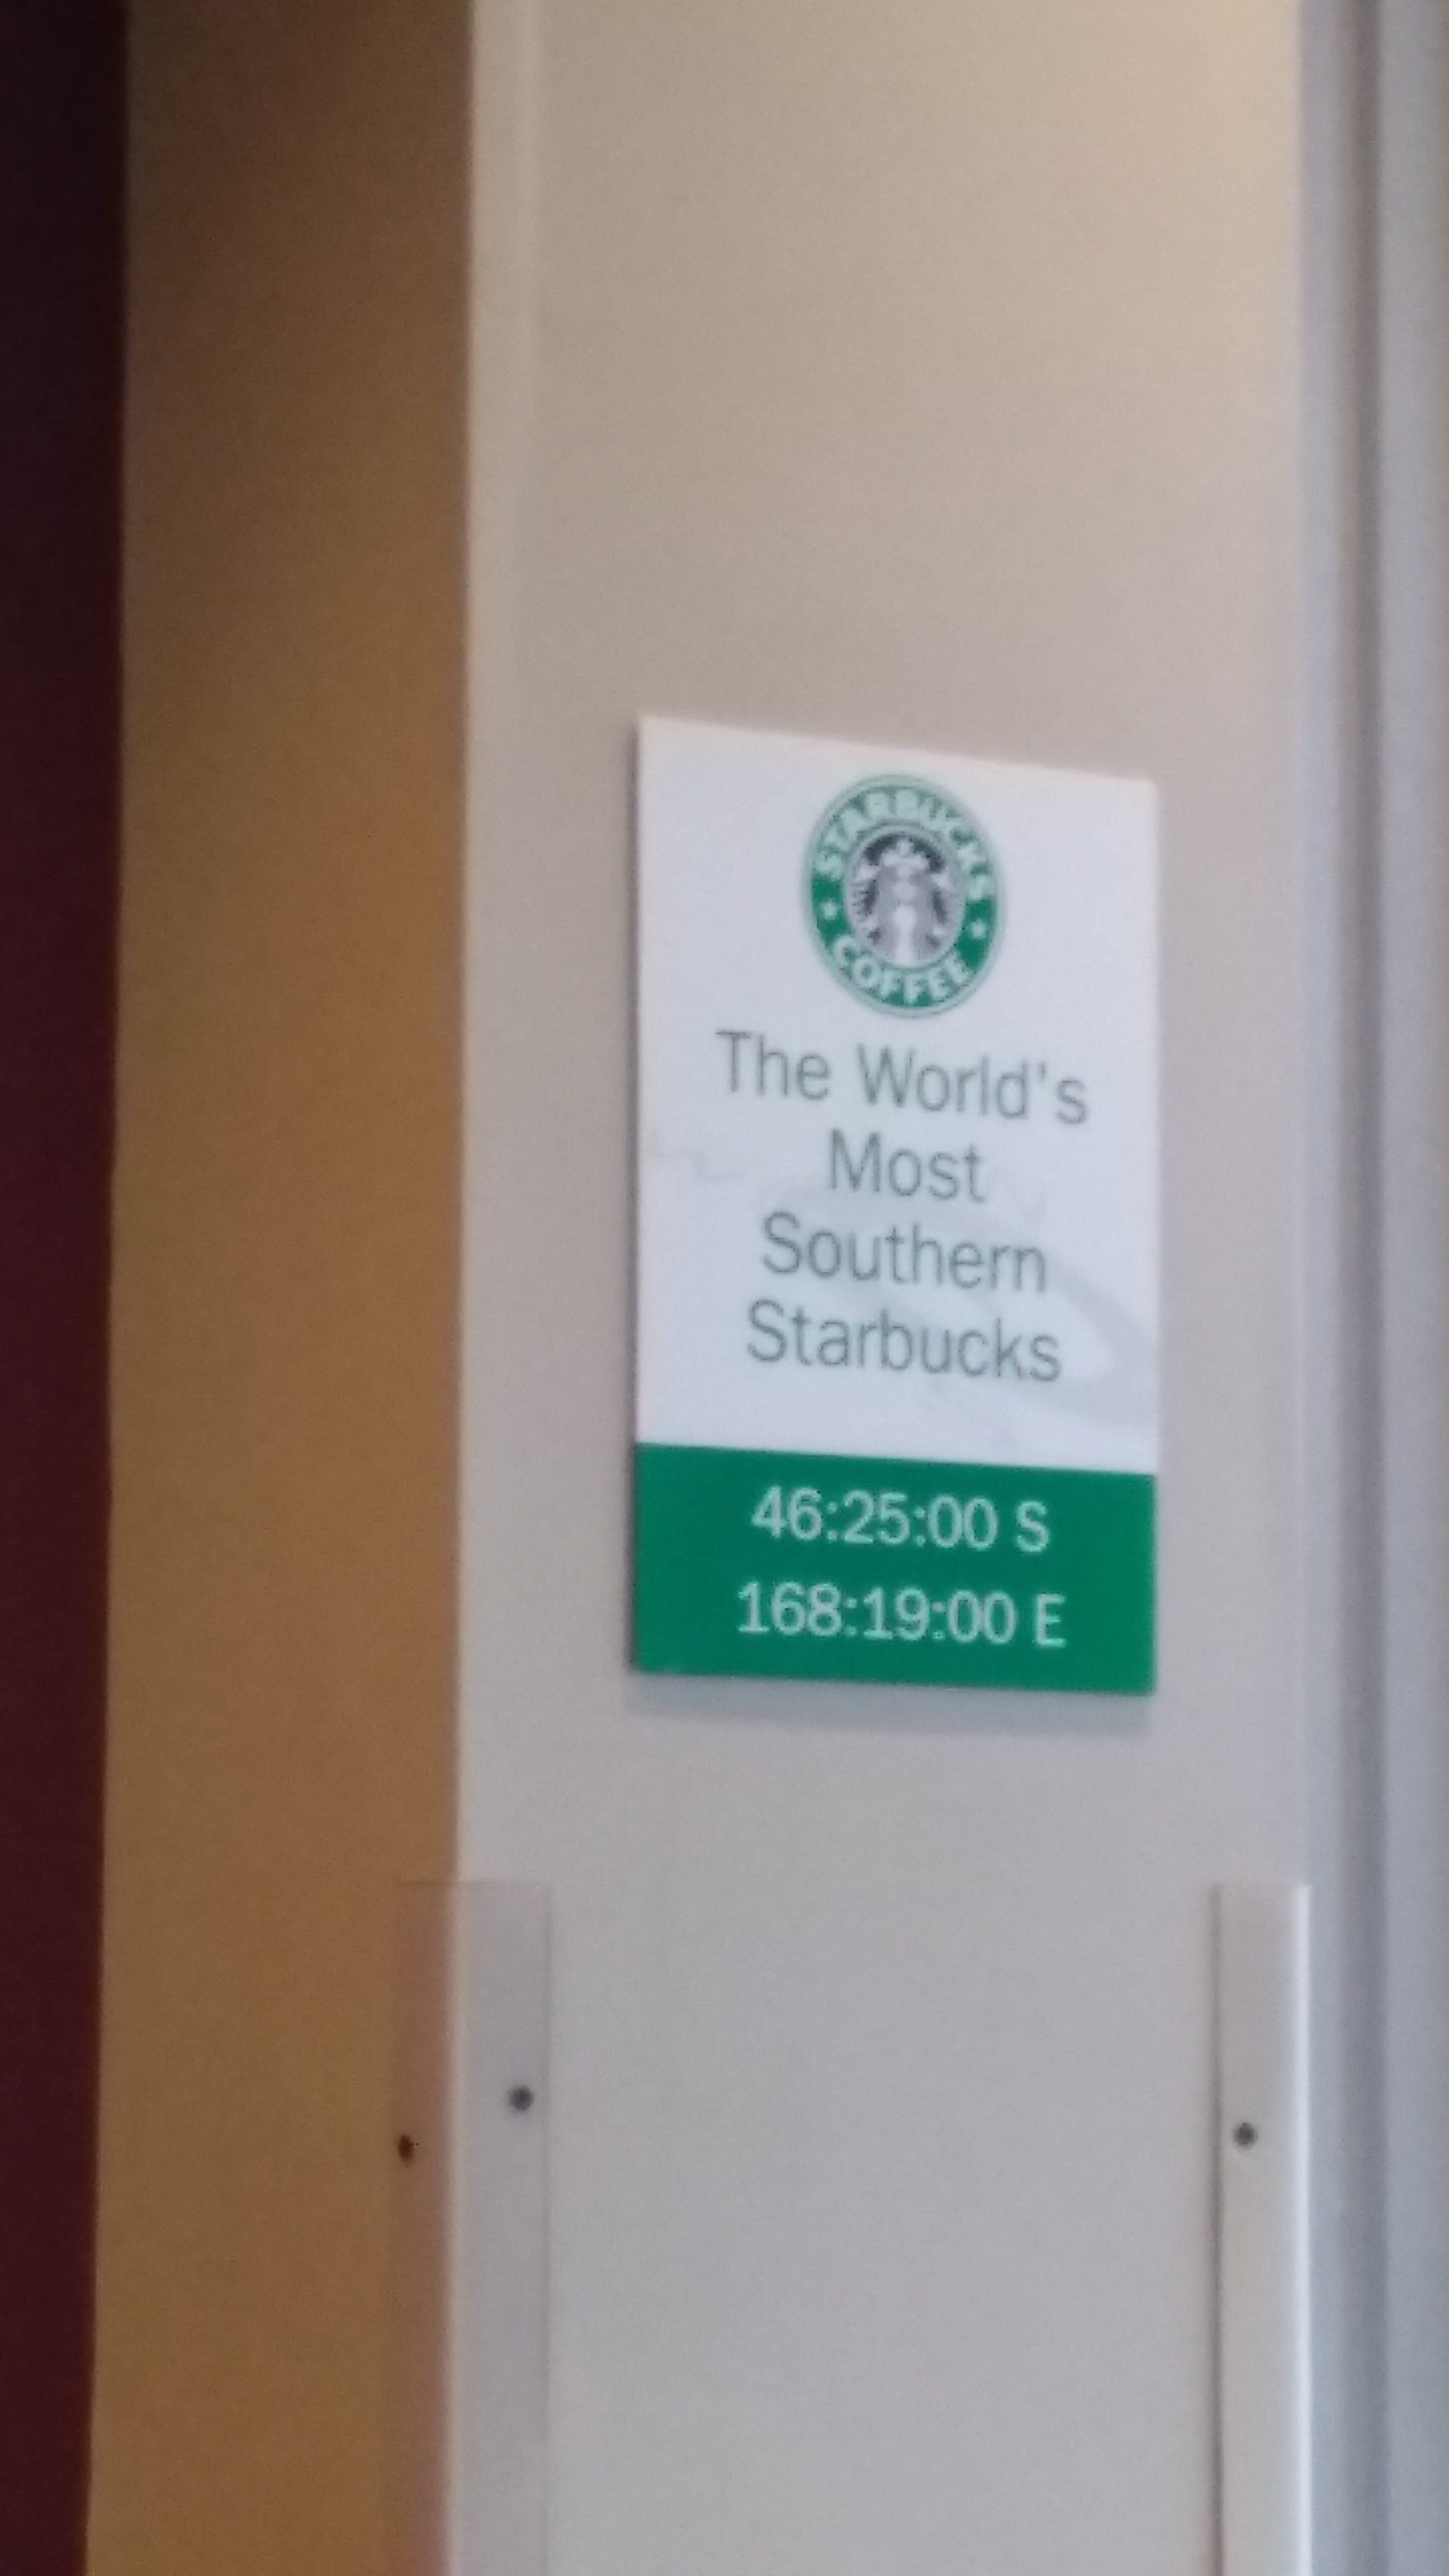 STARBUCKS
COFFEE
The World's
Most
Southern
Starbucks
46:25:00 S
168:19:00 E